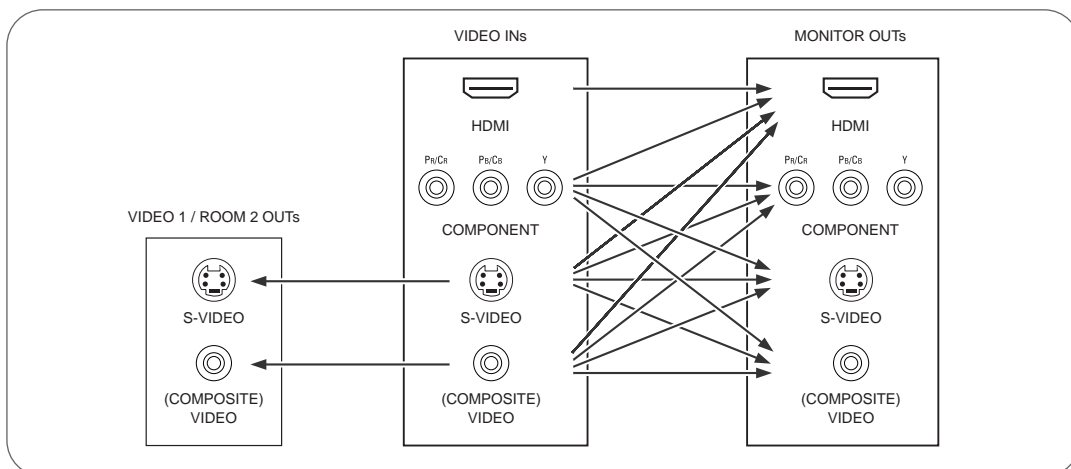 VIDEO INs
MONITOR OUTs
HDMI
HDMI
PR/CR
PB/CB
Y
PR/CR
PB/CB
Y
VIDEO 1 / ROOM 2 OUTs
COMPONENT
COMPONENT
S-VIDEO
S-VIDEO
S-VIDEO
(COMPOSITE)
VIDEO
(COMPOSITE)
VIDEO
(COMPOSITE)
VIDEO